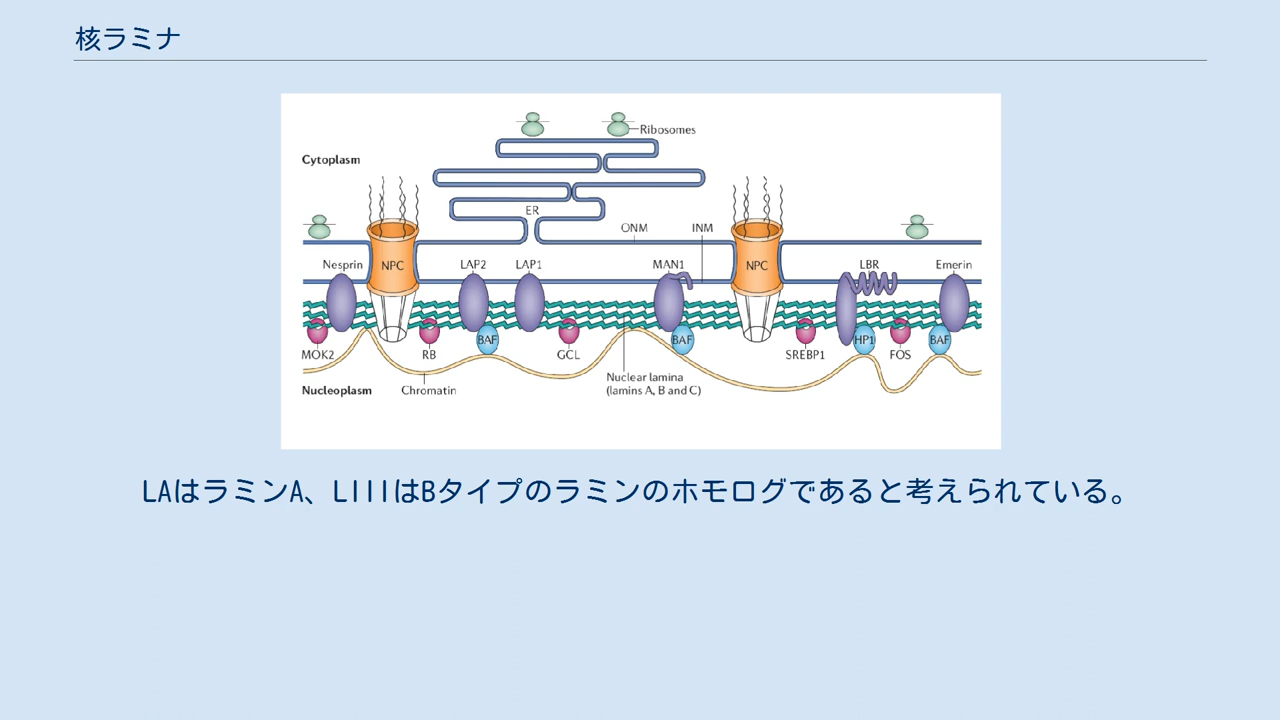 核ラミナ
Ribosomes
Cytoplasm
ER
ONM
INM
Nesprin
NPC
LAP2
LAP1
MAN1
NPC
LBR
Emerin
BAF
BAF
HP1
BAF
MOK2
RB
GCL
SREBP1
FOS
Nuclear lamina
(lamins A, B and C)
Nucleoplasm
Chromatin
LAはラミンA、LIIIはBタイプのラミンのホモログであると考えられている。